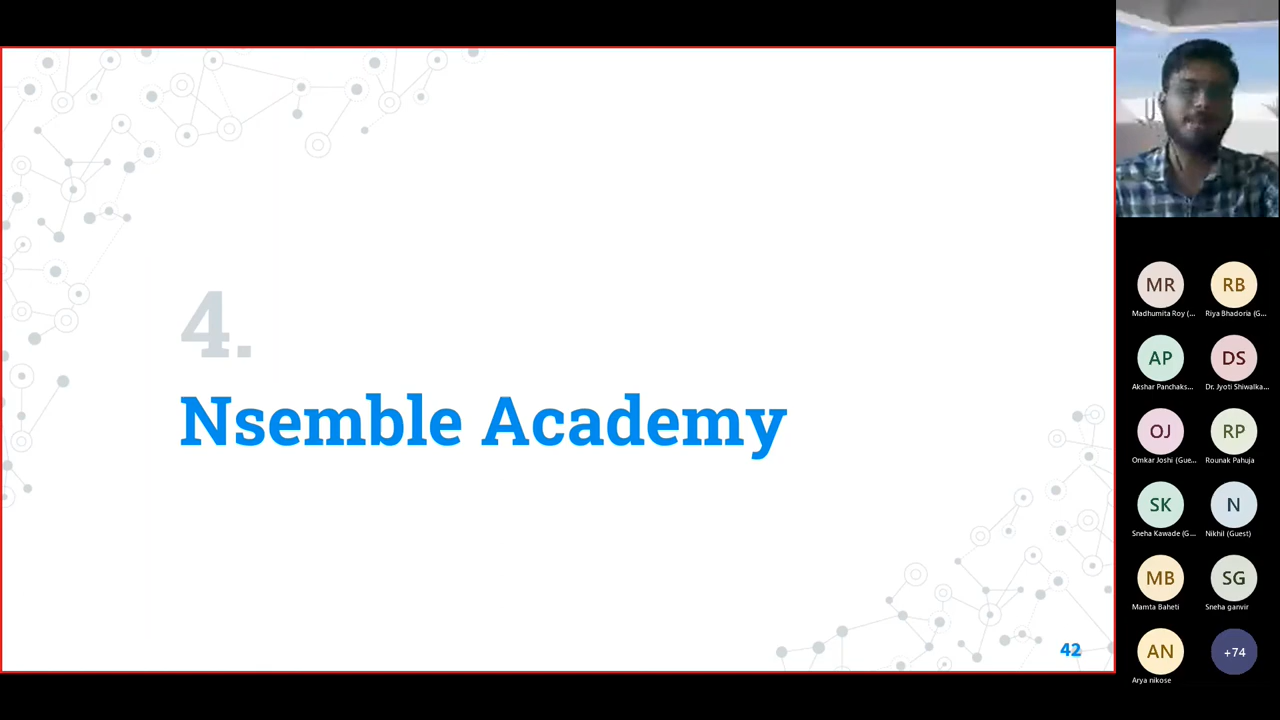 4.
Nsemble Academy
42
MR
RB
Madhumita Roy (...
Riya Bhadoria (G...
AP
DS
Akshar Panchaks...
Dr. Jyoti Shiwalka...
OJ
RP
Omkar Joshi (Gue...
Rounak Pahuja
SK
N
Sneha Kawade (G...
Nikhil (Guest)
MB
SG
Mamta Baheti
Sneha ganvir
AN
+74
Arya nikose